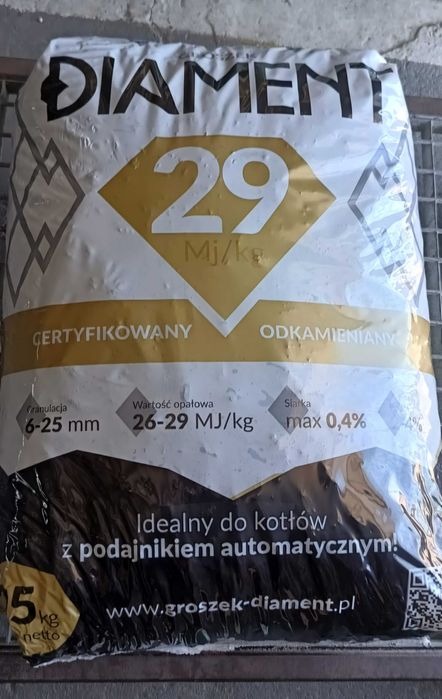 DIAMENT
29
Mj/kg
CERTYFIKOWANY ODKAMIENIANY
Granulacja
6-25 mm
Wartość opałowa
26-29 MJ/kg
Siarka
max 0,4%
Idealny do kotłów
z podajnikiem automatycznym!
5 kg
netto
www.groszek-diament.pl